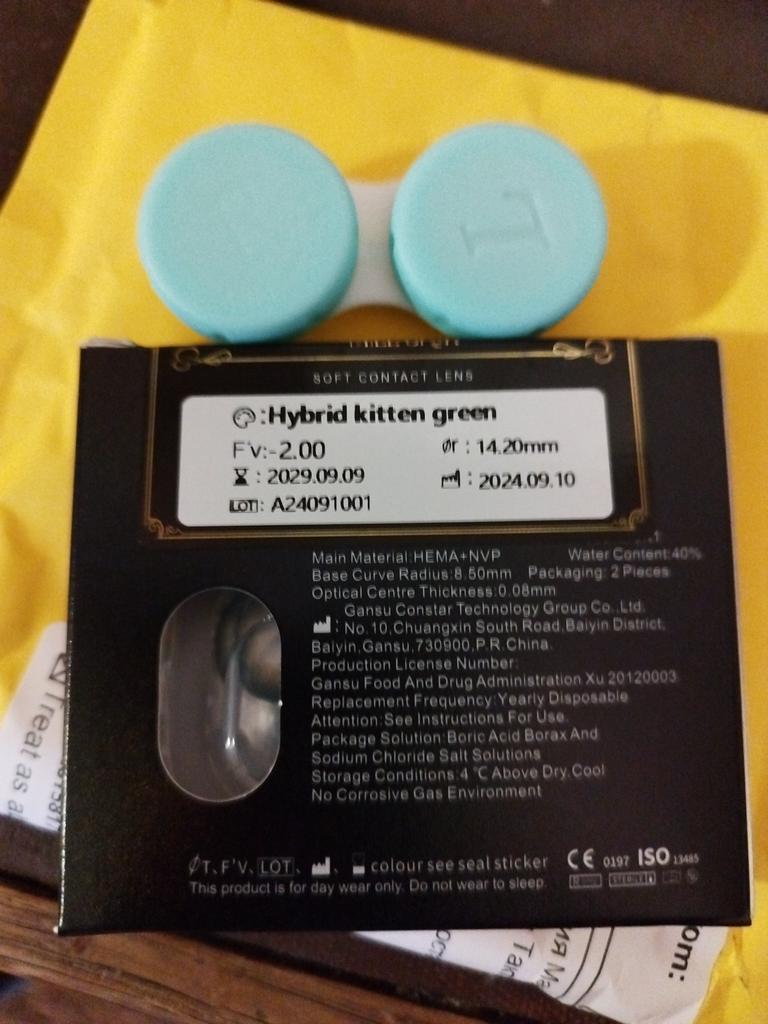 L
SOFT CONTACT LENS
:Hybrid kitten green
F'v:-2.00
Ør : 14.20mm
: 2029.09.09
: 2024.09.10
LOT: A24091001
Main Material:HEMA+NVP
Water Content:40%
Base Curve Radius:8.50mm Packaging: 2 Pieces
Optical Centre Thickness:0.08mm
Gansu Constar Technology Group Co.,Ltd.
: No.10,Chuangxin South Road,Baiyin District,
Baiyin,Gansu,730900,P.R.China.
Production License Number:
Gansu Food And Drug Administration Xu 20120003
Replacement Frequency:Yearly Disposable
Attention:See Instructions For Use.
Package Solution:Boric Acid Borax And
Sodium Chloride Salt Solutions
Storage Conditions:4 ℃ Above Dry.Cool
No Corrosive Gas Environment
ØT、F'V、LOT、 、 colour see seal sticker
CE 0197 ISO 13485
This product is for day wear only. Do not wear to sleep.
Treat as a
om: